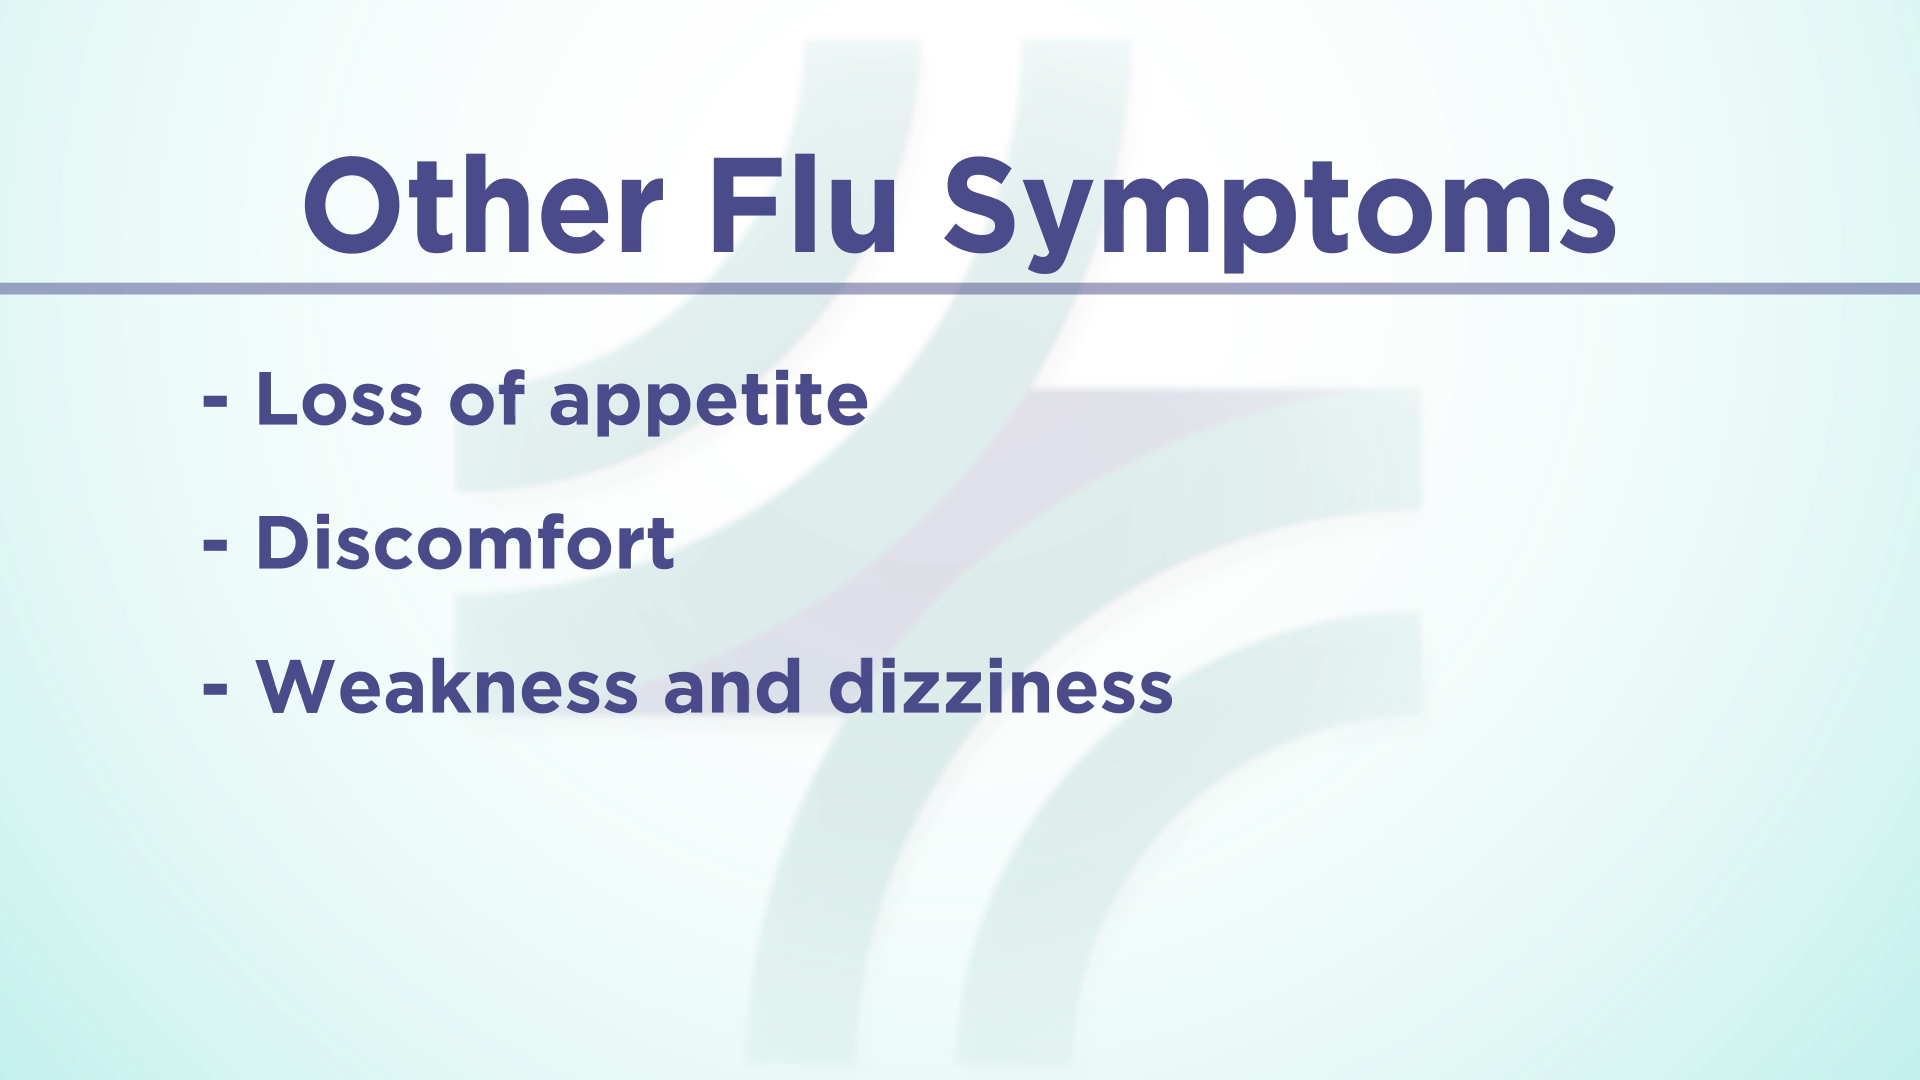 Other Flu Symptoms
- Loss of appetite
- Discomfort
- Weakness and dizziness